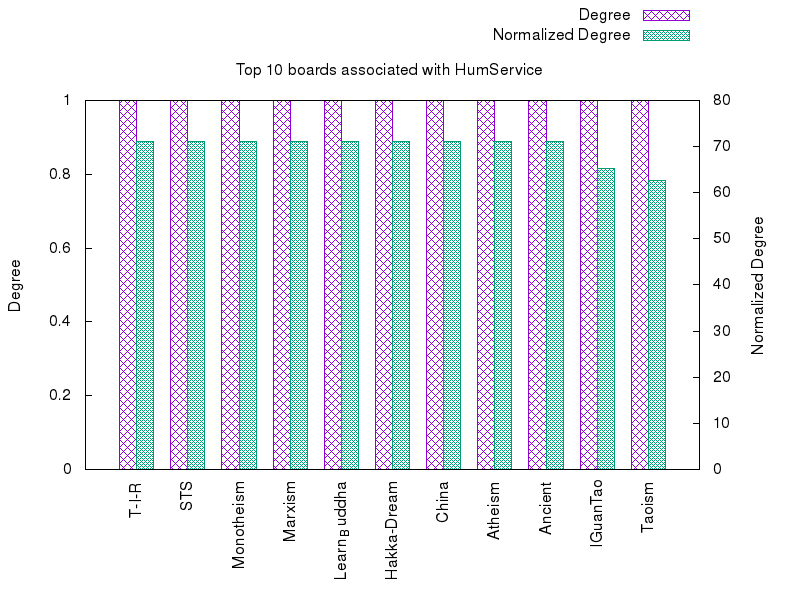 Degree
Normalized Degree
Top 10 boards associated with HumService
1
0.8
0.6
0.4
0.2
0
80
70
60
50
40
30
20
10
0
Degree
Normalized Degree
T-I-R
STS
Monotheism
Marxism
Learn_Buddha
Hakka-Dream
China
Atheism
Ancient
IGuanTao
Taoism